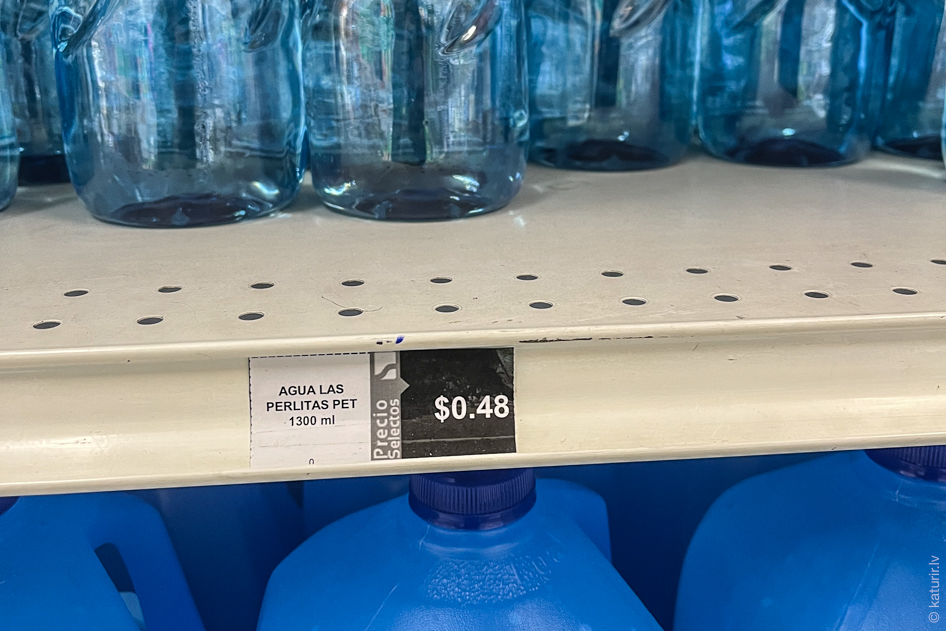 AGUA LAS
PERLITAS PET
1300 ml
0
Precio
Selectos
$0.48
© katurir.lv